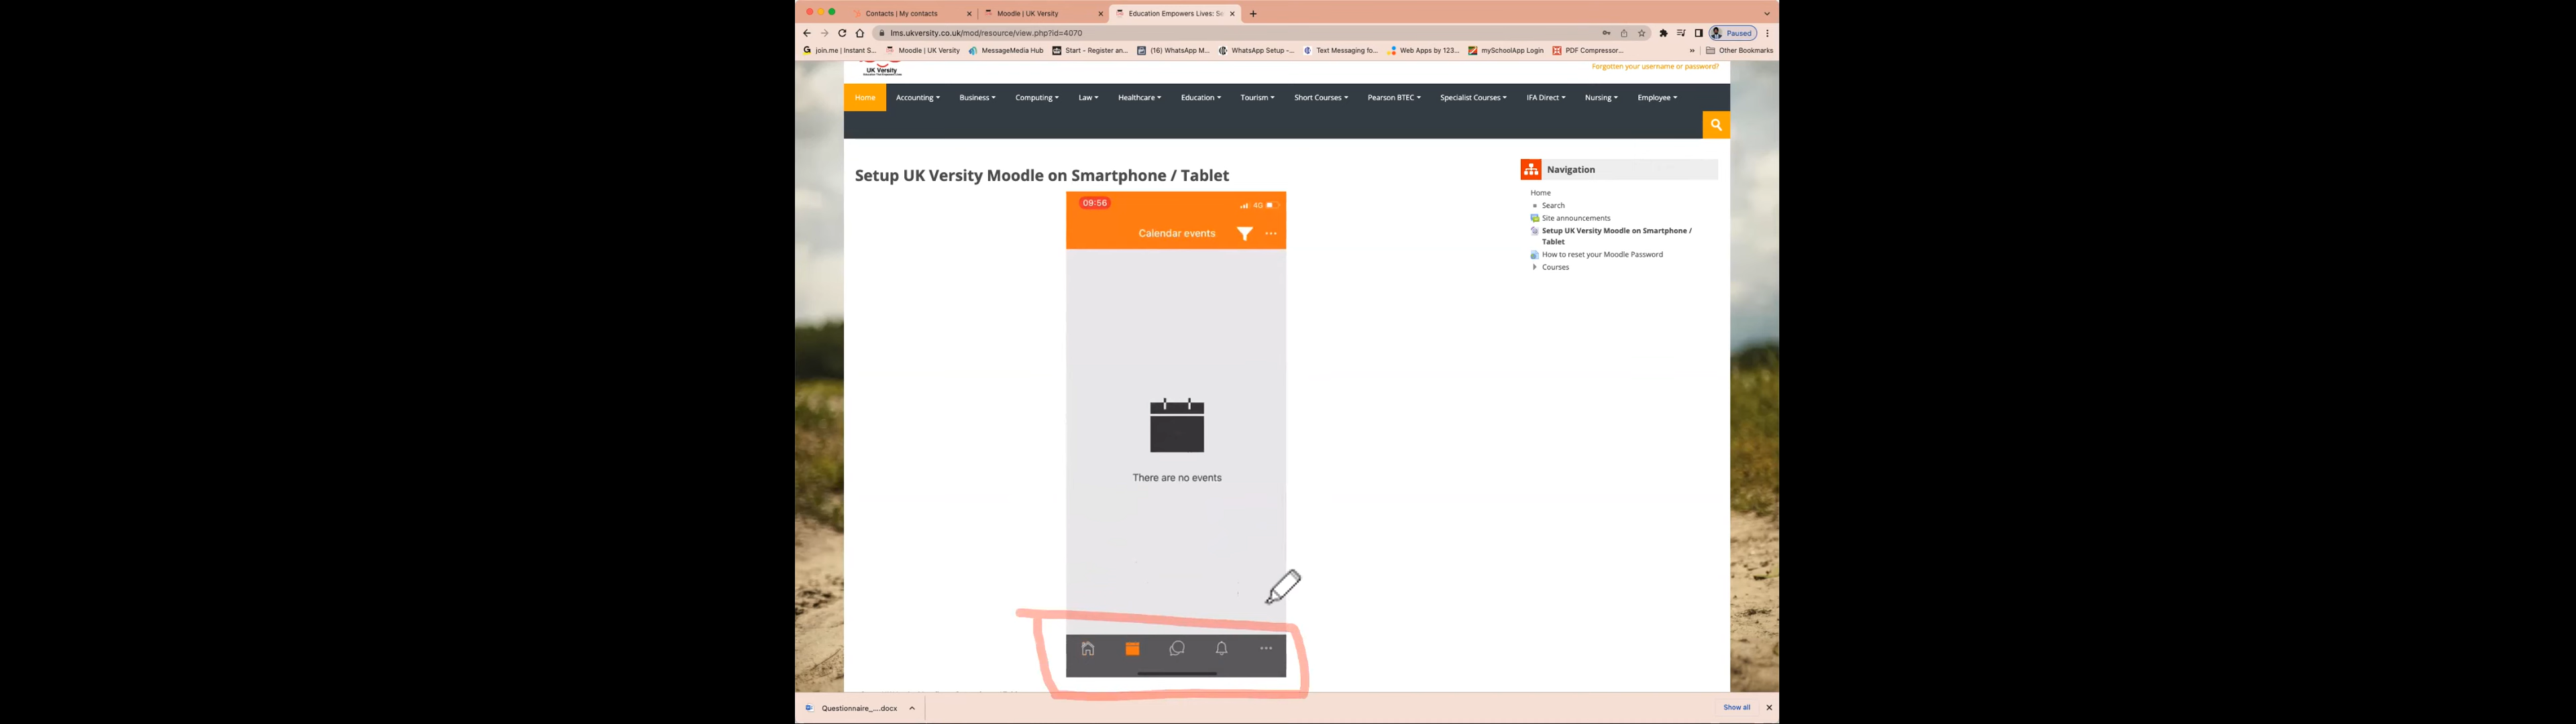 Contacts | My contacts
Moodle | UK Versity
Education Empowers Lives: Se
lms.ukversity.co.uk/mod/resource/view.php?id=4070
Paused
join.me | Instant S...
Moodle | UK Versity
MessageMedia Hub
Start - Register an...
(16) WhatsApp M...
WhatsApp Setup -...
Text Messaging fo...
Web Apps by 123...
mySchoolApp Login
PDF Compressor...
»
Other Bookmarks
UK Versity
Forgotten your username or password?
Home
Accounting
Business
Computing
Law
Healthcare
Education
Tourism
Short Courses
Pearson BTEC
Specialist Courses
IFA Direct
Nursing
Employee
Setup UK Versity Moodle on Smartphone / Tablet
09:56
4G
Calendar events
There are no events
Navigation
Home
Search
Site announcements
Setup UK Versity Moodle on Smartphone /
Tablet
How to reset your Moodle Password
Courses
Questionnaire_....docx
Show all